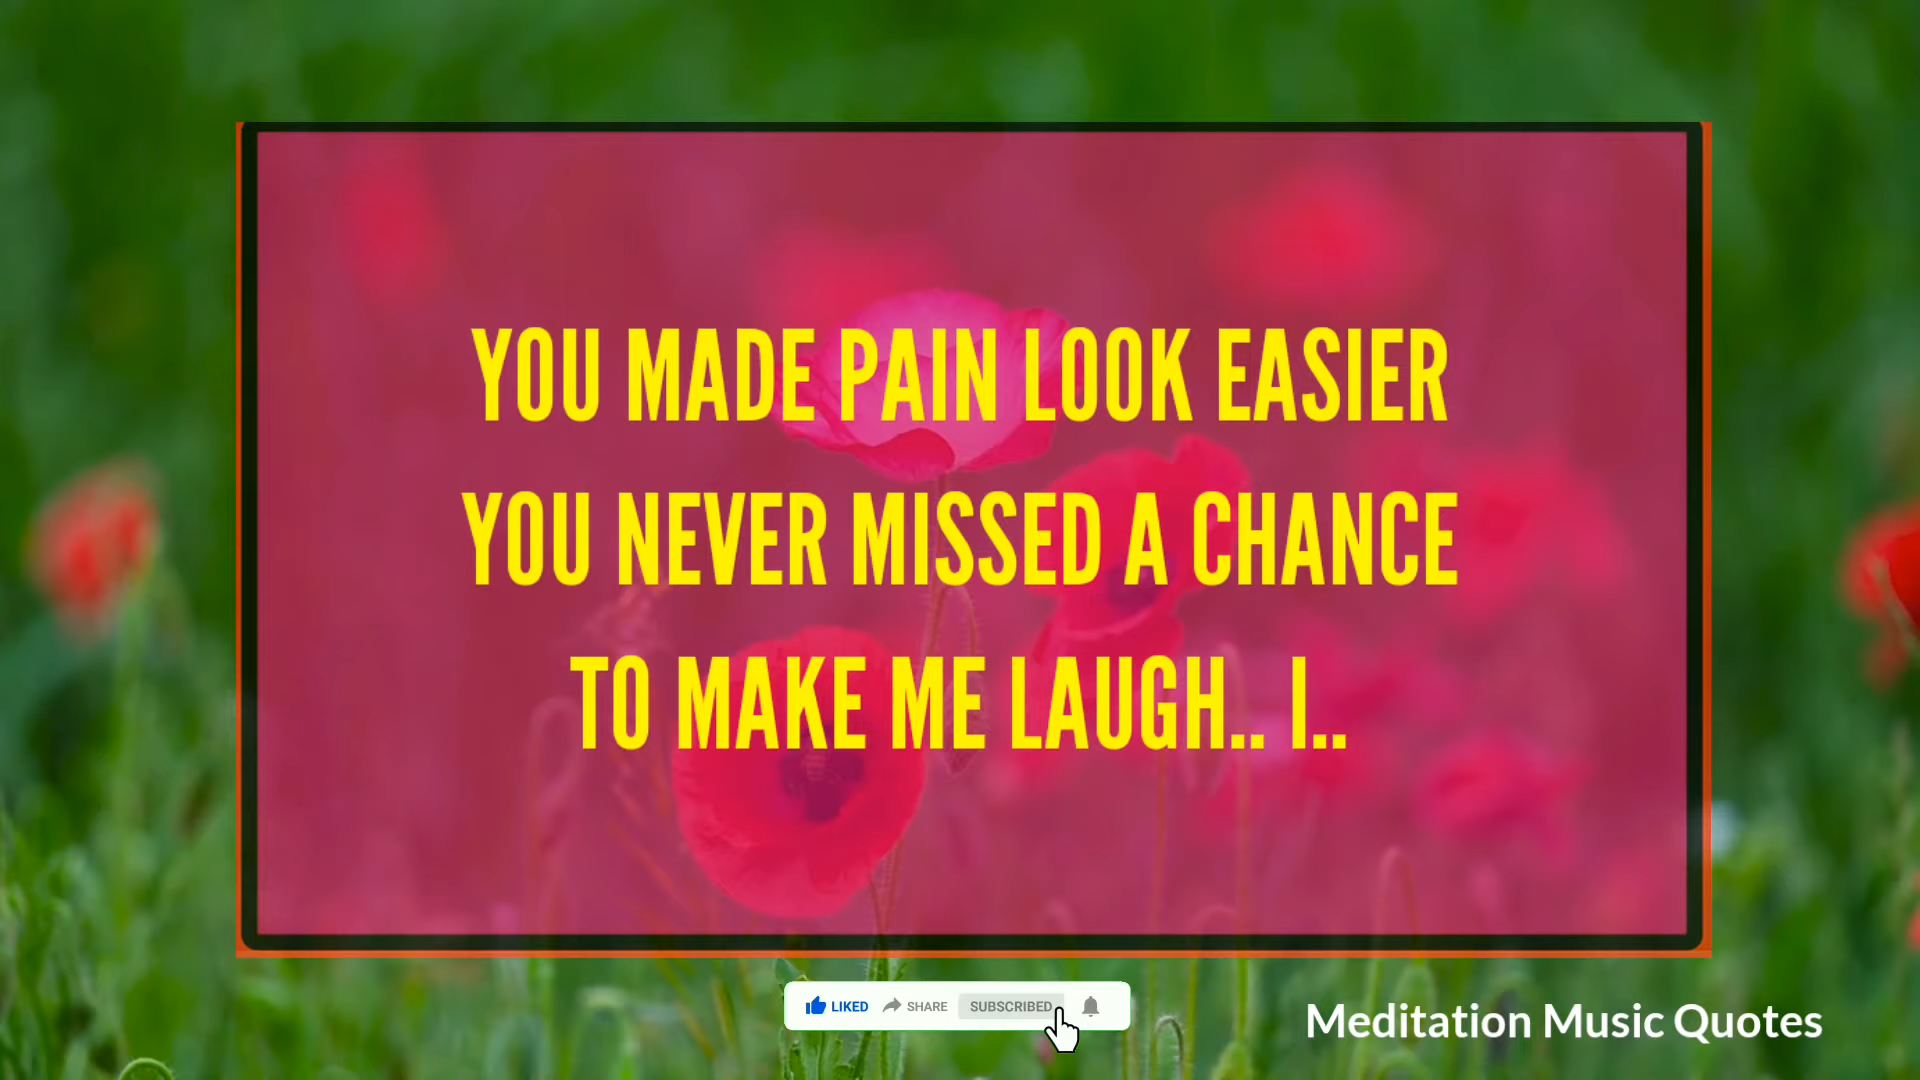 YOU MADE PAIN LOOK EASIER
YOU NEVER MISSED A CHANCE
TO MAKE ME LAUGH.. I..
LIKED SHARE SUBSCRIBED
Meditation Music Quotes